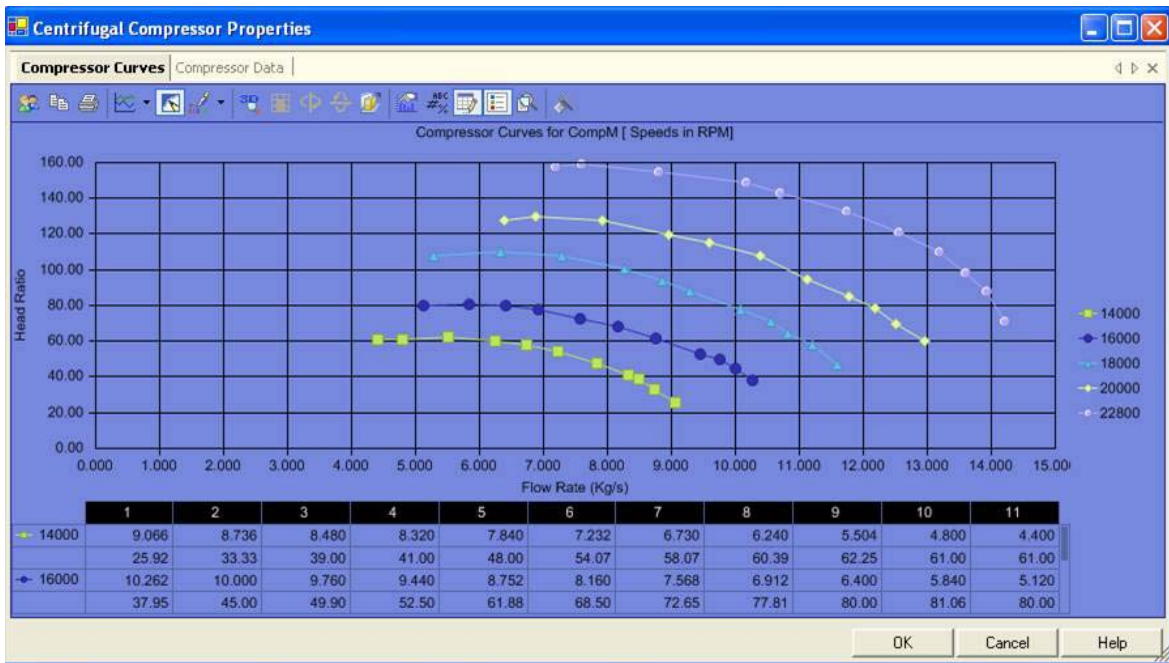 Centrifugal Compressor Properties
Compressor Curves Compressor Data
3D ABC #%
Compressor Curves for CompM [ Speeds in RPM]
160.00
140.00
120.00
100.00
80.00
60.00
40.00
20.00
0.00
Head Ratio
0.000 1.000 2.000 3.000 4.000 5.000 6.000 7.000 8.000 9.000 10.000 11.000 12.000 13.000 14.000 15.00
Flow Rate (Kg/s)
14000
16000
18000
20000
22800
1 2 3 4 5 6 7 8 9 10 11
14000 9.066 8.736 8.480 8.320 7.840 7.232 6.730 6.240 5.504 4.800 4.400
25.92 33.33 39.00 41.00 48.00 54.07 58.07 60.39 62.25 61.00 61.00
16000 10.262 10.000 9.760 9.440 8.752 8.160 7.568 6.912 6.400 5.840 5.120
37.95 45.00 49.90 52.50 61.88 68.50 72.65 77.81 80.00 81.06 80.00
OK Cancel Help